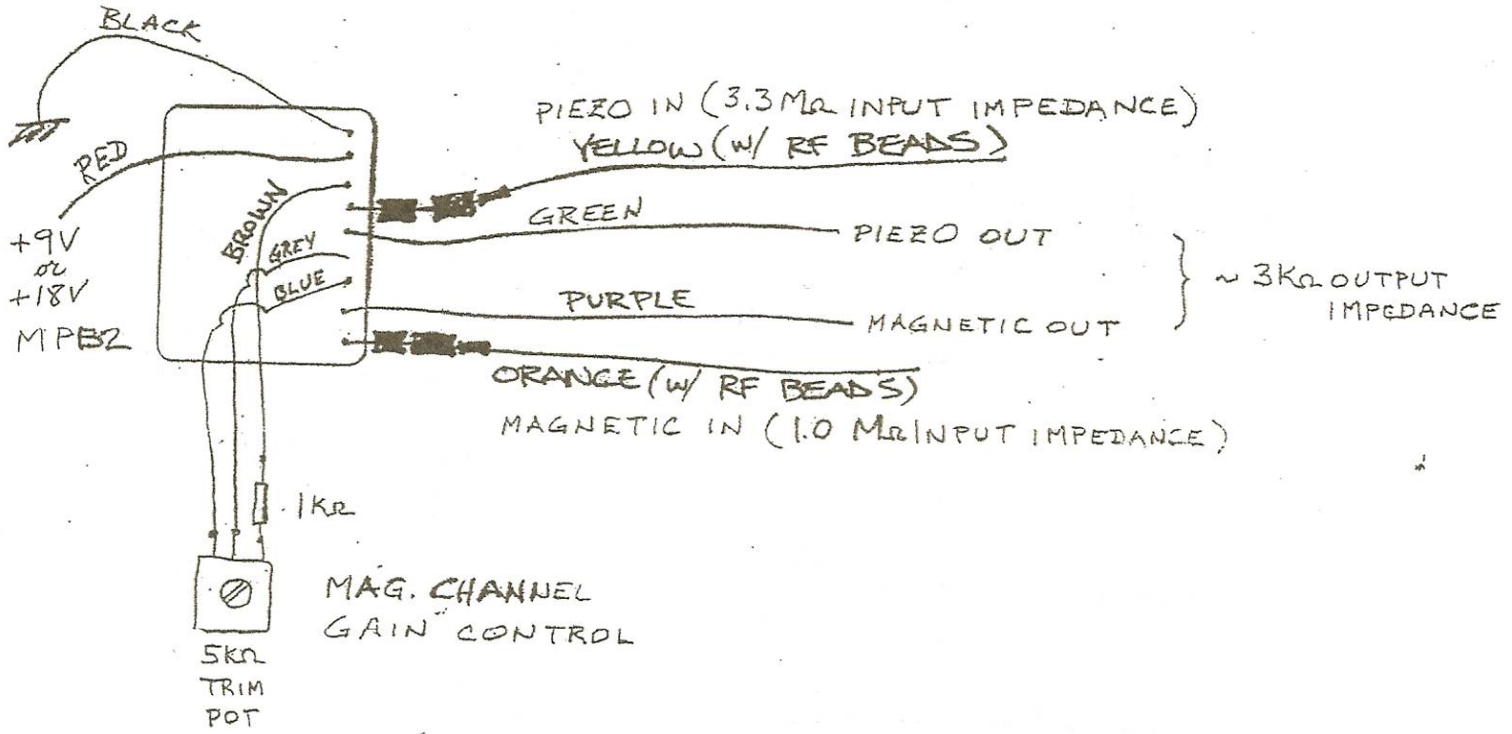 BLACK
PIEZO IN (3.3 MΩ INPUT IMPEDANCE)
YELLOW (W/ RF BEADS)
RED
BROWN
GREEN
PIEZO OUT
+9V
or
+18V
GREY
BLUE
~ 3KΩ OUTPUT
IMPEDANCE
PURPLE
MAGNETIC OUT
MPB2
ORANGE (W/ RF BEADS)
MAGNETIC IN (1.0 MΩ INPUT IMPEDANCE)
1KΩ
MAG. CHANNEL
GAIN CONTROL
5KΩ
TRIM
POT